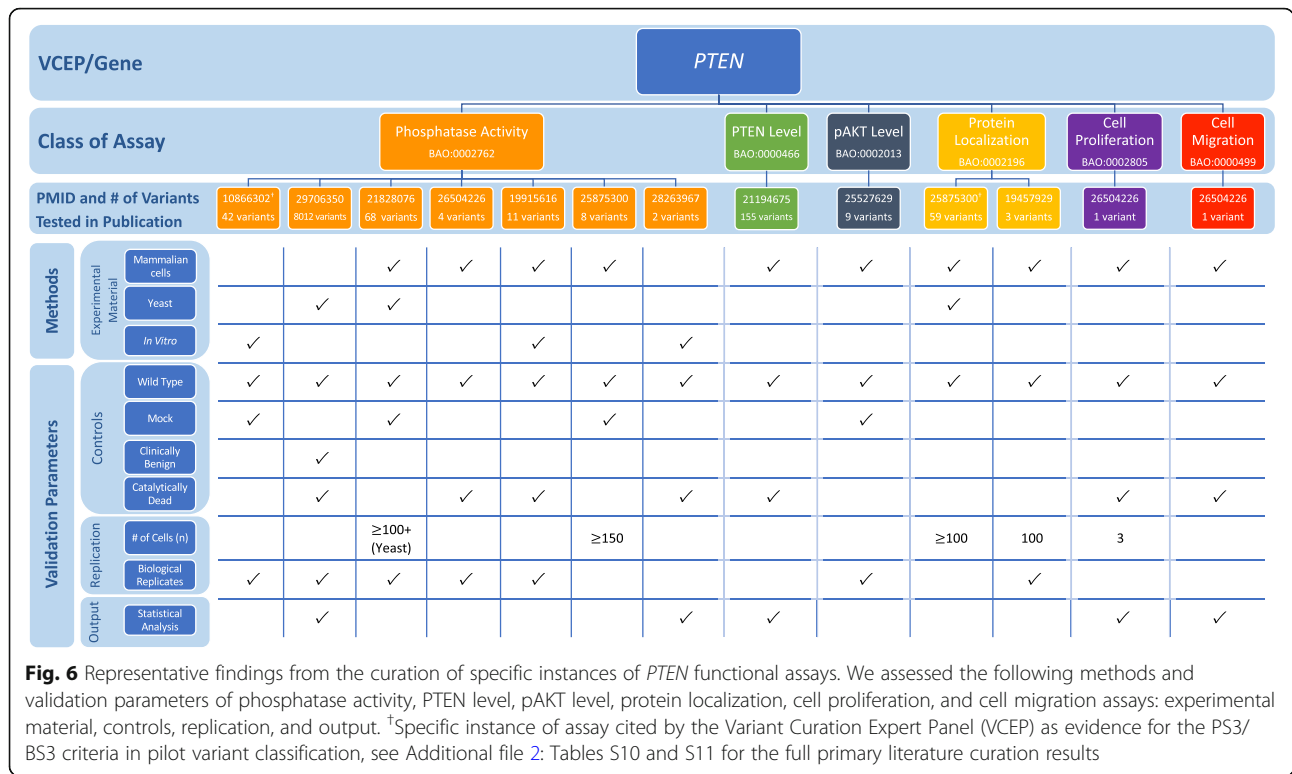 VCEP/Gene
PTEN
Class of Assay
Phosphatase Activity
BAO:0002762
PTEN Level
BAO:0000466
pAKT Level
BAO:0002013
Protein
Localization
BAO:0002196
Cell
Proliferation
BAO:0002805
Cell
Migration
BAO:0000499
PMID and # of Variants
Tested in Publication
10866302†
42 variants
29706350
8012 variants
21828076
68 variants
26504226
4 variants
19915616
11 variants
25875300
8 variants
28263967
2 variants
21194675
155 variants
25527629
9 variants
25875300†
59 variants
19457929
3 variants
26504226
1 variant
26504226
1 variant
Methods
Experimental
Material
Mammalian
cells
✓ ✓ ✓ ✓ ✓ ✓ ✓ ✓ ✓ ✓
Yeast
✓ ✓ ✓
In Vitro
✓ ✓ ✓
Validation Parameters
Controls
Wild Type
✓ ✓ ✓ ✓ ✓ ✓ ✓ ✓ ✓ ✓ ✓ ✓ ✓
Mock
✓ ✓ ✓ ✓
Clinically
Benign
✓
Catalytically
Dead
✓ ✓ ✓ ✓ ✓ ✓ ✓
Replication
# of Cells (n)
≥100+
(Yeast)
≥150
≥100
100
3
Biological
Replicates
✓ ✓ ✓ ✓ ✓ ✓ ✓
Output
Statistical
Analysis
✓ ✓ ✓ ✓ ✓
Fig. 6 Representative findings from the curation of specific instances of PTEN functional assays. We assessed the following methods and
validation parameters of phosphatase activity, PTEN level, pAKT level, protein localization, cell proliferation, and cell migration assays: experimental
material, controls, replication, and output. †Specific instance of assay cited by the Variant Curation Expert Panel (VCEP) as evidence for the PS3/
BS3 criteria in pilot variant classification, see Additional file 2: Tables S10 and S11 for the full primary literature curation results